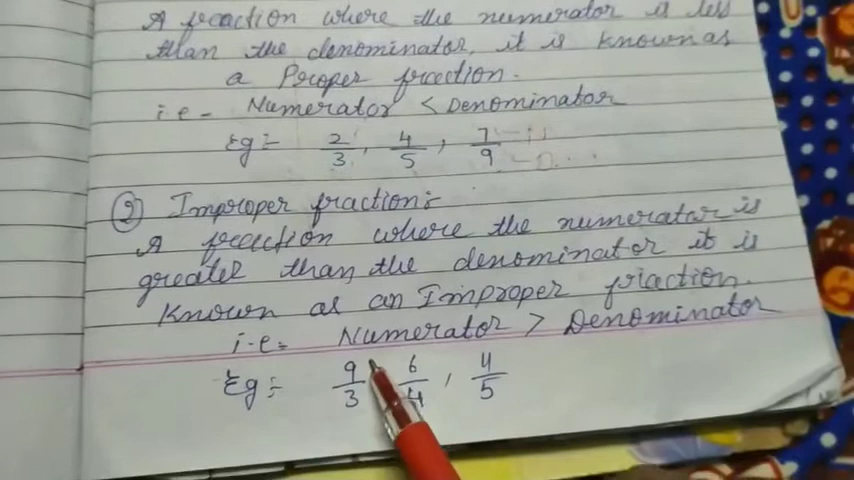 A fraction where the numerator is less
than the denominator, it is known as
a Proper fraction.
i.e- Numerator < Denominator
Eg:- 2/3, 4/5, 7/9
② Improper fraction:
A fraction where the numerator is
greater than the denominator it is
Known as an Improper fraction.
i.e= Numerator > Denominator
Eg:- 9/3 6/4, 4/5